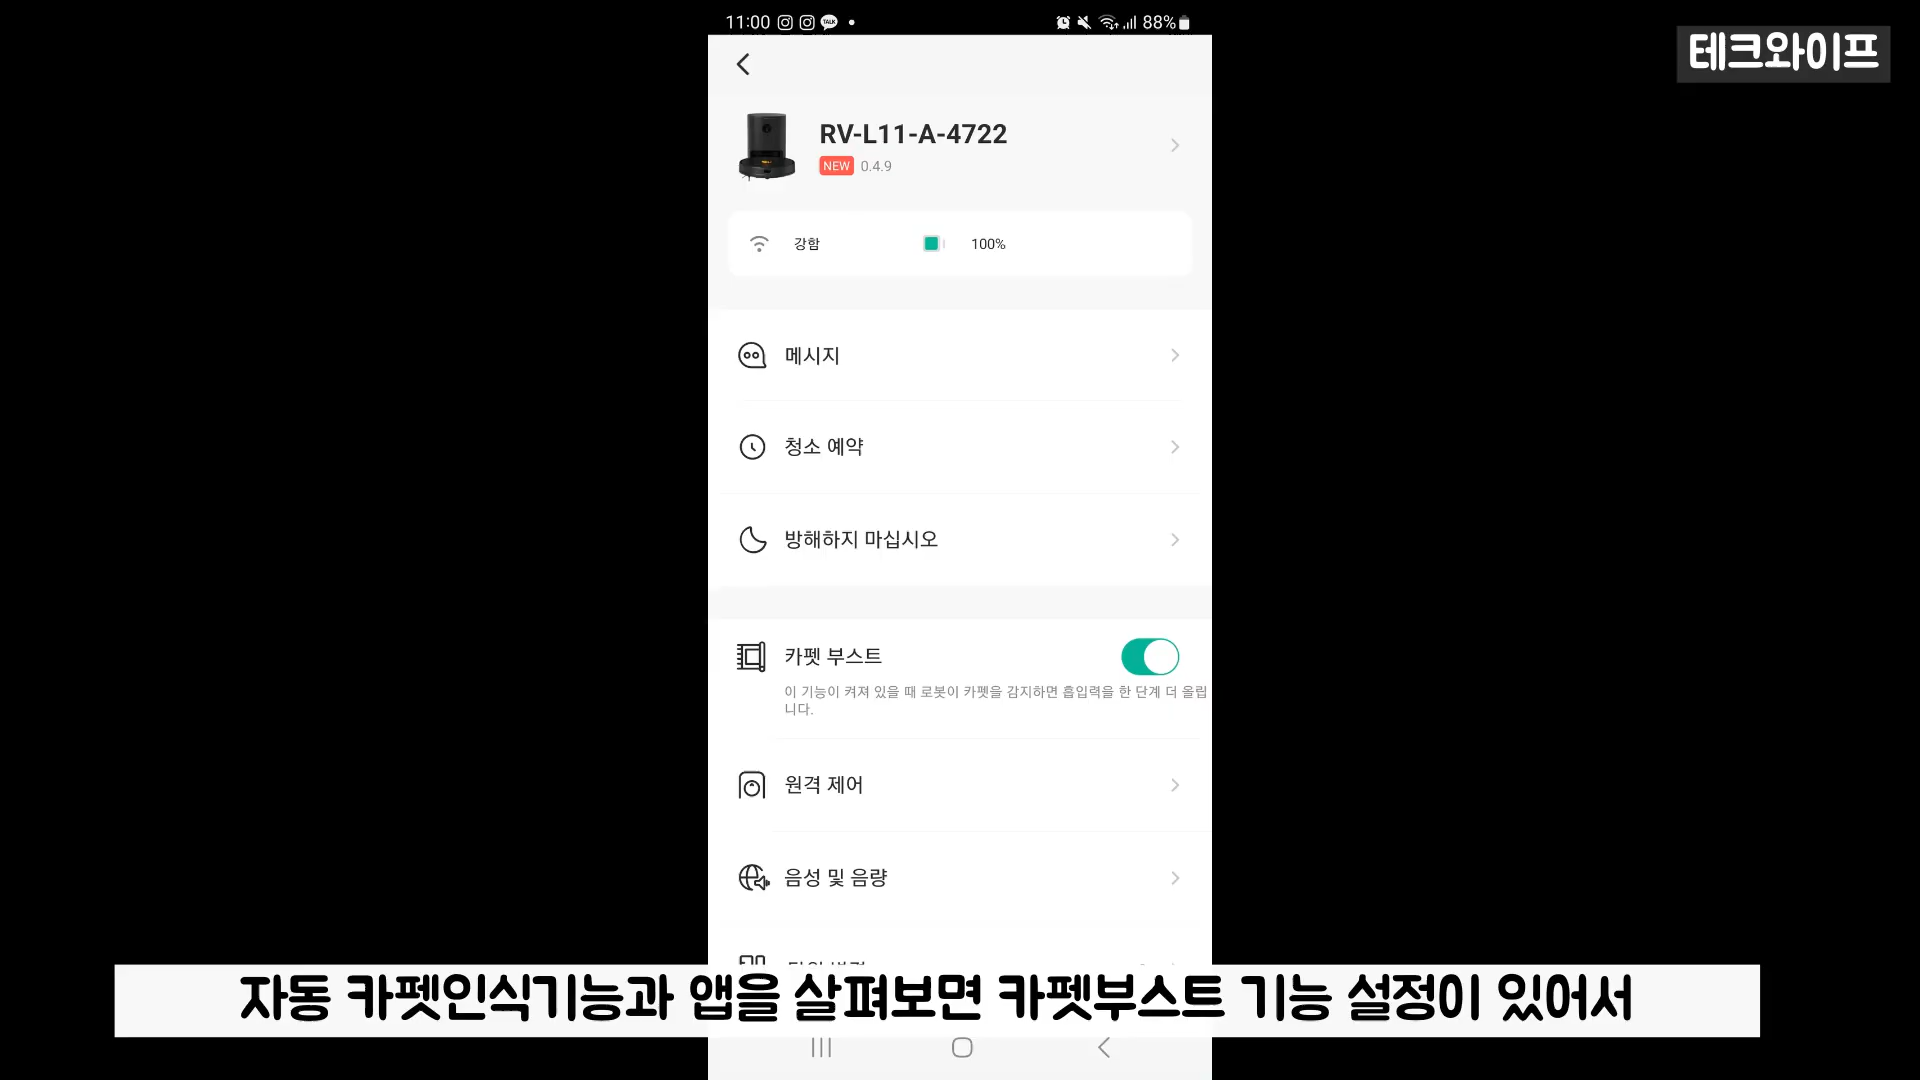 11:00
88%
테크와이프
RV-L11-A-4722
NEW 0.4.9
강함
100%
메시지
청소 예약
방해하지 마십시오
카펫 부스트
이 기능이 켜져 있을 때 로봇이 카펫을 감지하면 흡입력을 한 단계 더 올립
니다.
원격 제어
음성 및 음량
자동 카펫인식기능과 앱을 살펴보면 카펫부스트 기능 설정이 있어서